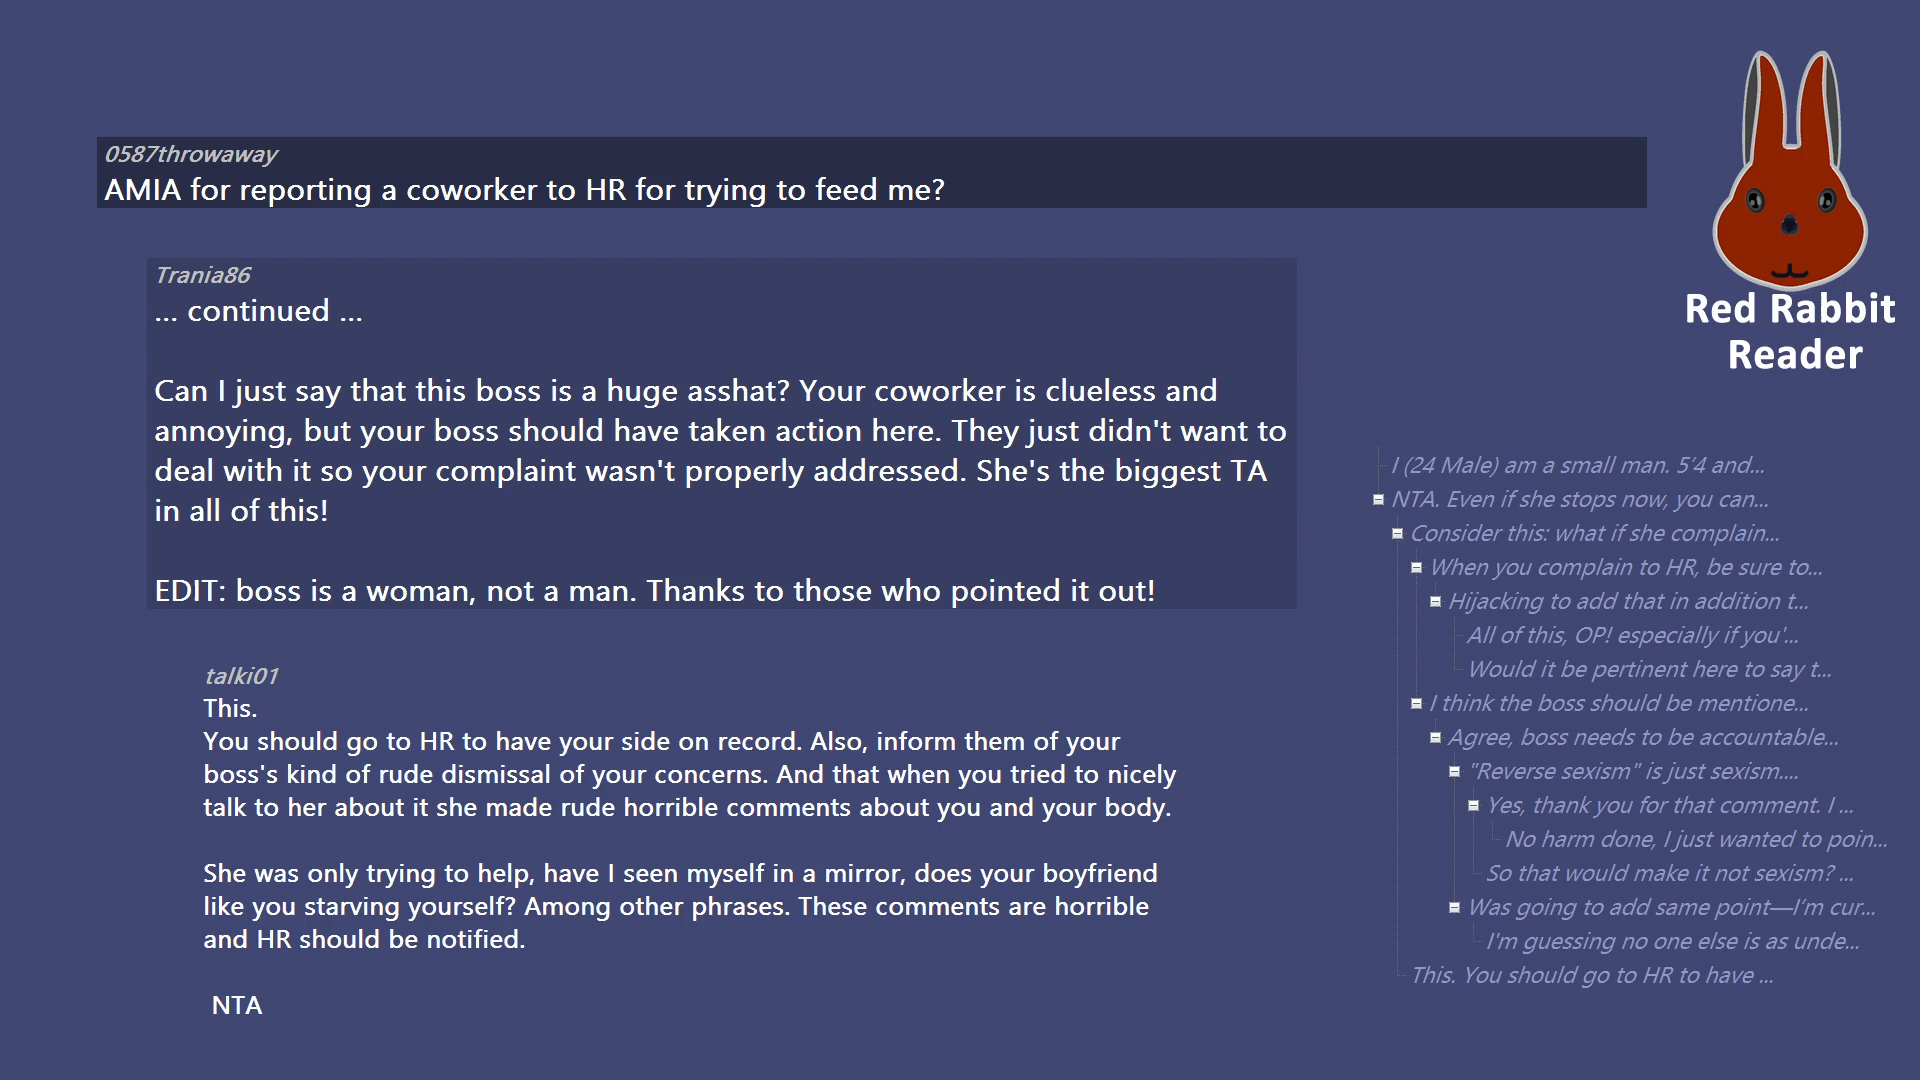 0587throwaway
AMIA for reporting a coworker to HR for trying to feed me?
Trania86
... continued ...
Can I just say that this boss is a huge asshat? Your coworker is clueless and
annoying, but your boss should have taken action here. They just didn't want to
deal with it so your complaint wasn't properly addressed. She's the biggest TA
in all of this!
EDIT: boss is a woman, not a man. Thanks to those who pointed it out!
talki01
This.
You should go to HR to have your side on record. Also, inform them of your
boss's kind of rude dismissal of your concerns. And that when you tried to nicely
talk to her about it she made rude horrible comments about you and your body.
She was only trying to help, have I seen myself in a mirror, does your boyfriend
like you starving yourself? Among other phrases. These comments are horrible
and HR should be notified.
NTA
Red Rabbit
Reader
I (24 Male) am a small man. 5'4 and...
NTA. Even if she stops now, you can...
Consider this: what if she complain...
When you complain to HR, be sure to...
Hijacking to add that in addition t...
All of this, OP! especially if you'...
Would it be pertinent here to say t...
I think the boss should be mentione...
Agree, boss needs to be accountable...
"Reverse sexism" is just sexism....
Yes, thank you for that comment. I ...
No harm done, I just wanted to poin...
So that would make it not sexism? ...
Was going to add same point—I'm cur...
I'm guessing no one else is as unde...
This. You should go to HR to have ...